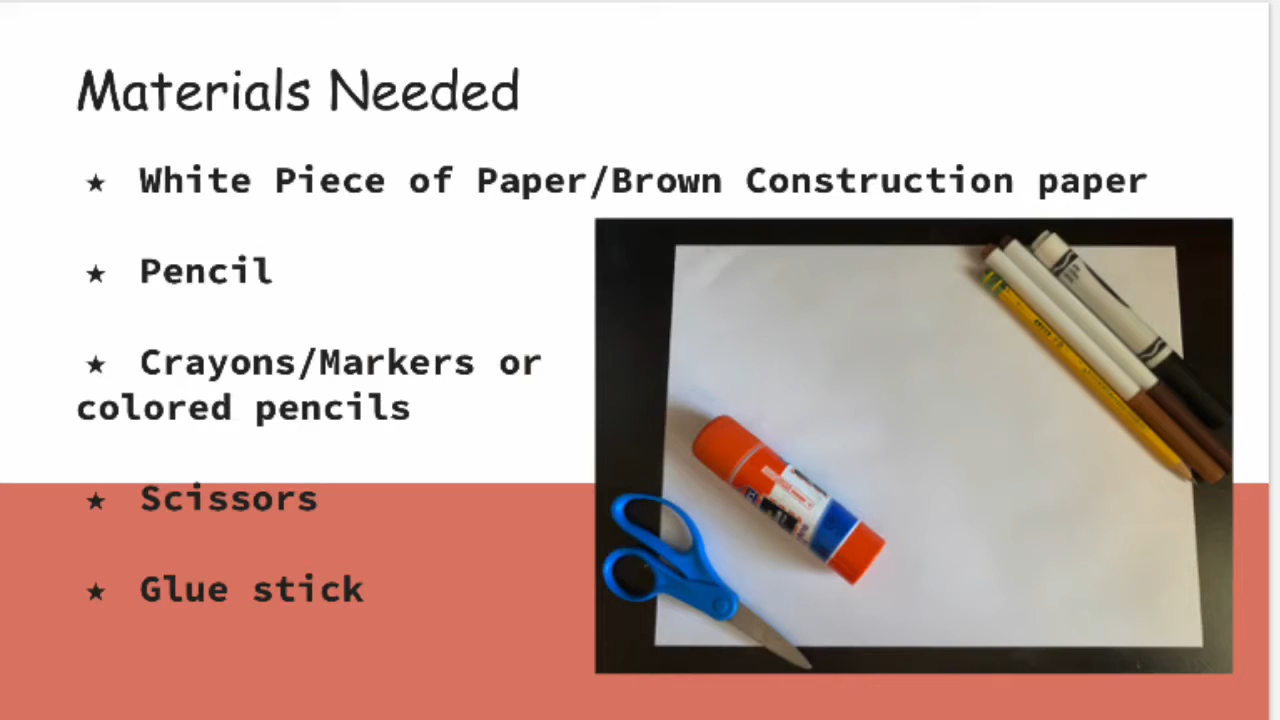 Materials Needed
★ White Piece of Paper/Brown Construction paper
★ Pencil
★ Crayons/Markers or
colored pencils
★ Scissors
★ Glue stick